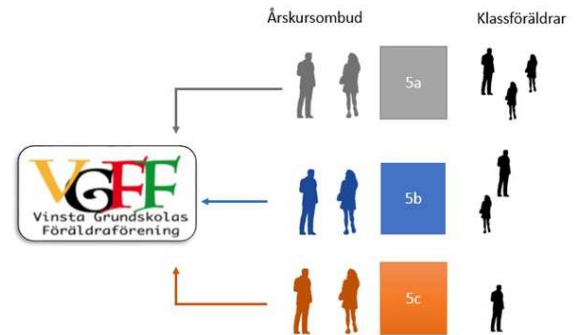 Årskursombud
Klassföräldrar
5a
VGFF
Vinsta Grundskolas
Föräldraförening
5b
5c